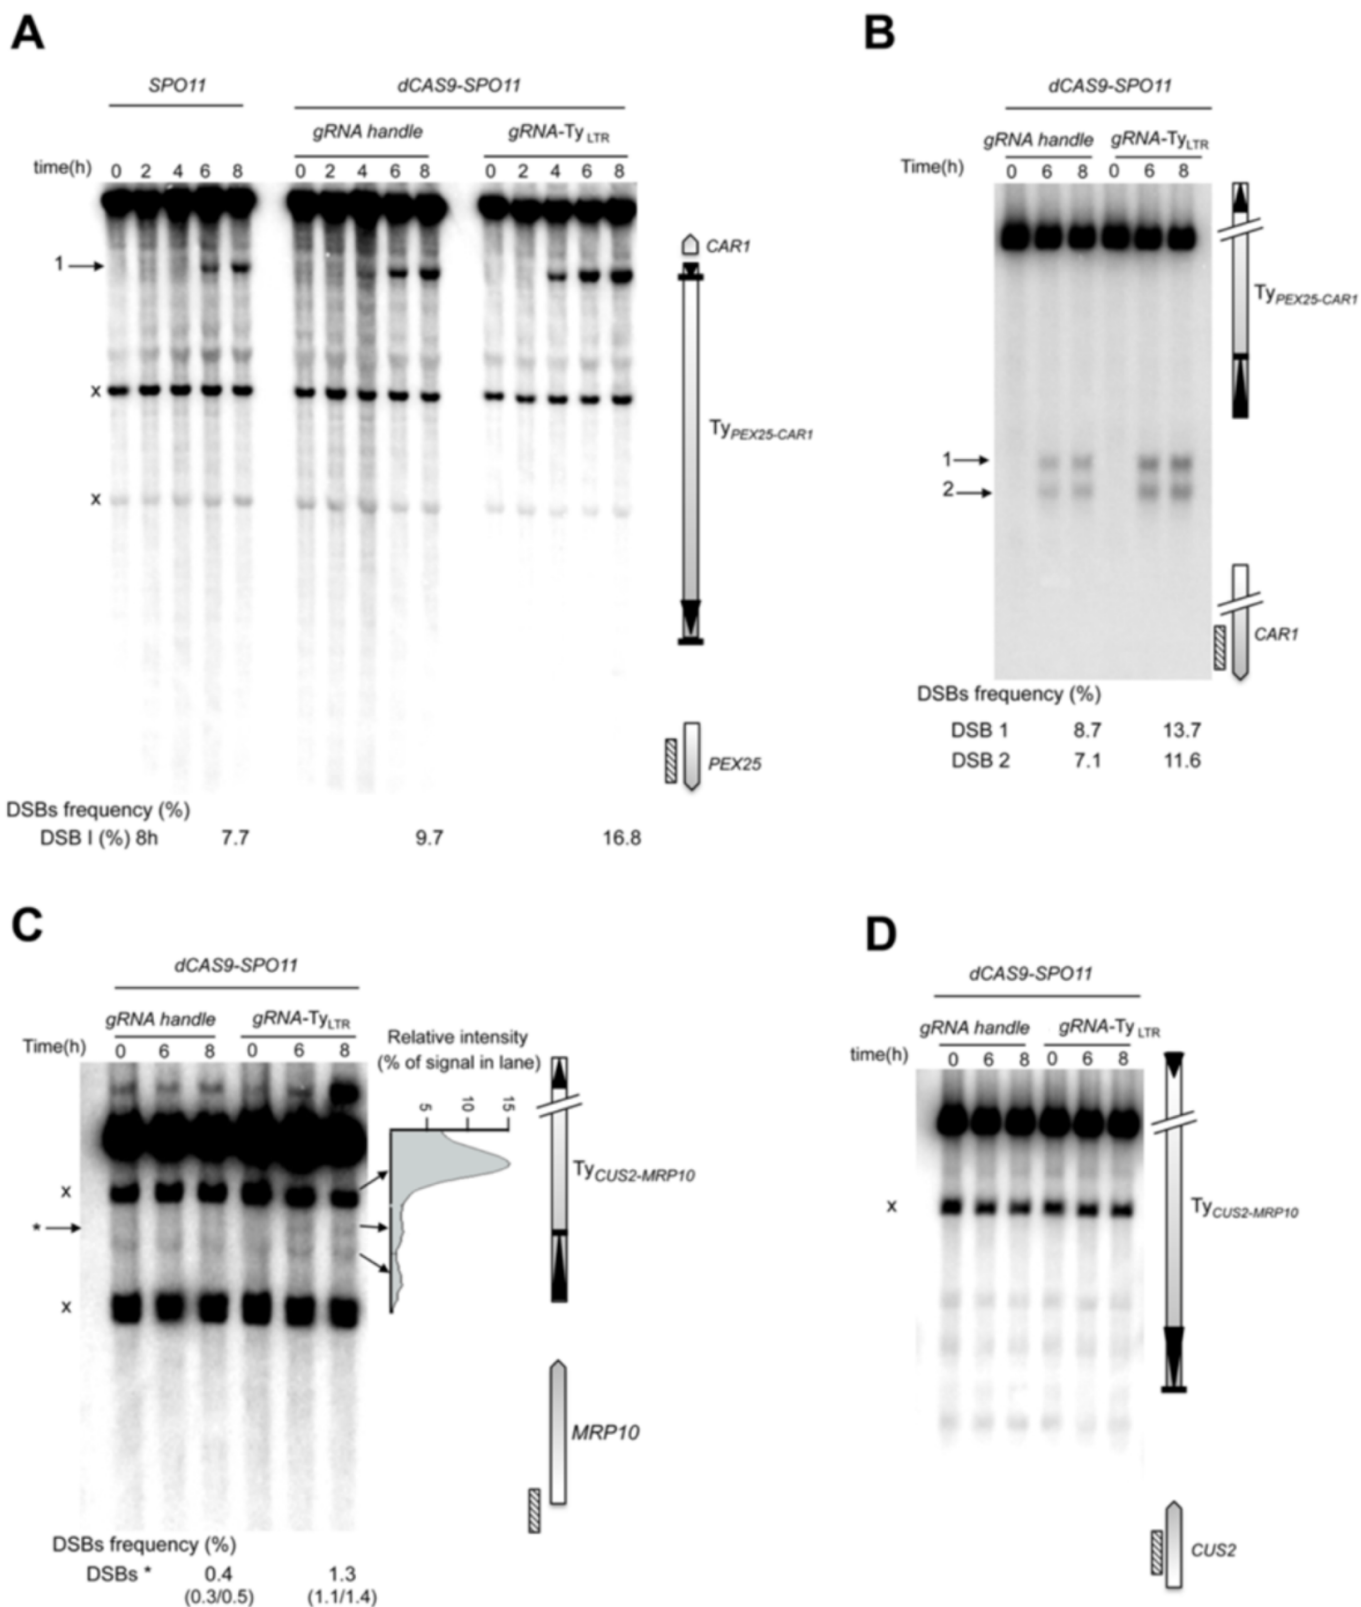 A
SPO11 dCAS9-SPO11
gRNA handle gRNA-Ty LTR
time(h) 0 2 4 6 8 0 2 4 6 8 0 2 4 6 8
1
x
x
CAR1
TyPEX25-CAR1
PEX25
DSBs frequency (%)
DSB I (%) 8h 7.7 9.7 16.8
B
dCAS9-SPO11
gRNA handle gRNA-TyLTR
Time(h) 0 6 8 0 6 8
TyPEX25-CAR1
1
2
CAR1
DSBs frequency (%)
DSB 1 8.7 13.7
DSB 2 7.1 11.6
C
dCAS9-SPO11
gRNA handle gRNA-TyLTR
Time(h) 0 6 8 0 6 8
Relative intensity
(% of signal in lane)
5 10 15
x
*
x
TyCUS2-MRP10
MRP10
DSBs frequency (%)
DSBs * 0.4 1.3
(0.3/0.5) (1.1/1.4)
D
dCAS9-SPO11
gRNA handle gRNA-Ty LTR
time(h) 0 6 8 0 6 8
x
TyCUS2-MRP10
CUS2